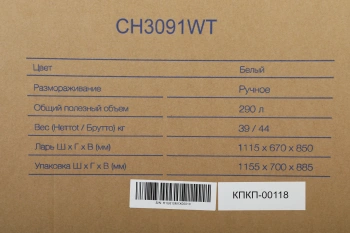 CH3091WT
Цвет Белый
Размораживание Ручное
Общий полезный объем 290 л
Вес (Неттот / Брутто) кг 39 / 44
Ларь Ш х Г х В (мм) 1115 x 670 x 850
Упаковка Ш х Г х В (мм) 1155 x 700 x 885
КПКП-00118